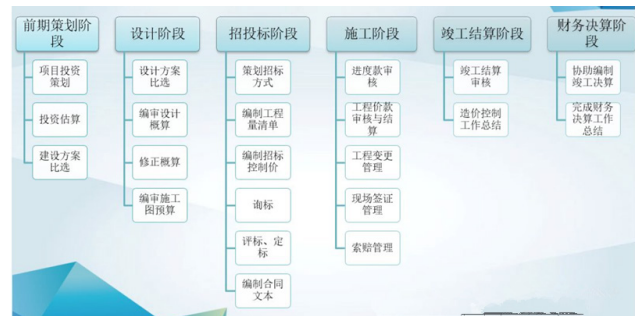 前期策划阶
段
项目投资
策划
投资估算
建设方案
比选
设计阶段
设计方案
比选
编审设计
概算
修正概算
编审施工
图预算
招投标阶段
策划招标
方式
编制工程
量清单
编制招标
控制价
询标
评标、定
标
编制合同
文本
施工阶段
进度款审
核
工程价款
审核与结
算
工程变更
管理
现场签证
管理
索赔管理
竣工结算阶段
竣工结算
审核
造价控制
工作总结
财务决算阶
段
协助编制
竣工决算
完成财务
决算工作
总结